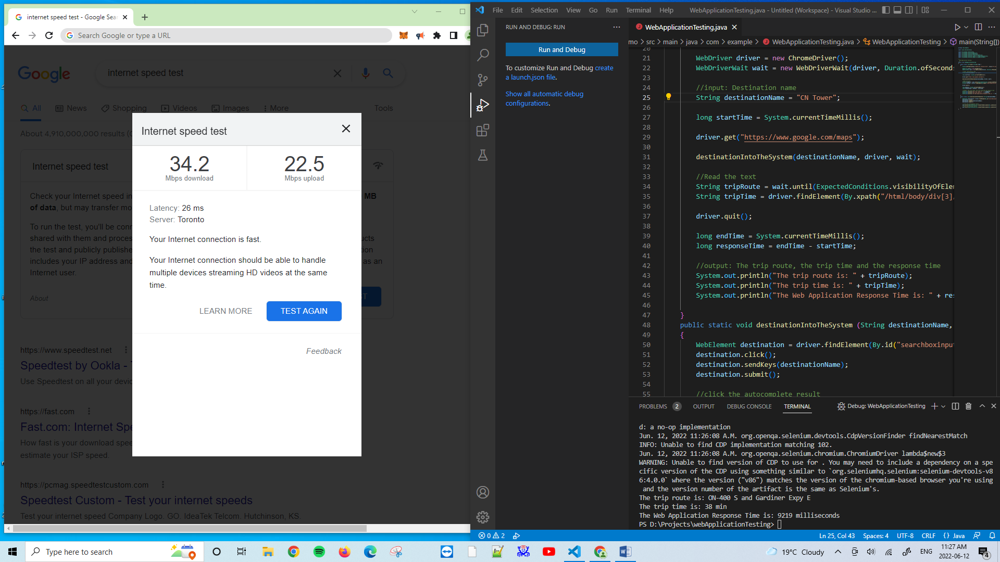 internet speed test - Google Sear
Search Google or type a URL
Google
internet speed test
All
News
Shopping
Videos
Images
More
Tools
About 4,910,000,000 results
Internet speed test
Check your Internet speed in
MB
of data, but may transfer mo
To run the test, you'll be conn
shared with them and proces
ucts
the test and publicly publishe
tion
includes your IP address and
as an
Internet user.
About
Internet speed test
34.2
Mbps download
22.5
Mbps upload
Latency: 26 ms
Server: Toronto
Your Internet connection is fast.
Your Internet connection should be able to handle
multiple devices streaming HD videos at the same
time.
LEARN MORE
TEST AGAIN
Feedback
https://www.speedtest.net
Speedtest by Ookla -
Use Speedtest on all your devic
https://fast.com
Fast.com: Internet Spe
How fast is your download spee
estimate your ISP speed.
https://pcmag.speedtestcustom.com
Speedtest Custom - Test your internet speeds
Test your internet speed Company Logo. GO. IdeaTek Telcom. Hutchinson, KS.
File Edit Selection View Go Run Terminal Help
WebApplicationTesting.java - Untitled (Workspace) - Visual Studio ...
RUN AND DEBUG: RUN
Run and Debug
To customize Run and Debug create
a launch.json file.
Show all automatic debug
configurations.
WebApplicationTesting.java
mo > src > main > java > com > example > WebApplicationTesting.java > WebApplicationTesting > main(String[])
20
21 WebDriver driver = new ChromeDriver();
22 WebDriverWait wait = new WebDriverWait(driver, Duration.ofSeconds
23
24 //input: Destination name
25 String destinationName = "CN Tower";
26
27 long startTime = System.currentTimeMillis();
28
29 driver.get("https://www.google.com/maps");
30
31 destinationIntoTheSystem(destinationName, driver, wait);
32
33 //Read the text
34 String tripRoute = wait.until(ExpectedConditions.visibilityOfElem
35 String tripTime = driver.findElement(By.xpath("/html/body/div[3]/
36
37 driver.quit();
38
39 long endTime = System.currentTimeMillis();
40 long responseTime = endTime - startTime;
41
42 //output: The trip route, the trip time and the response time
43 System.out.println("The trip route is: " + tripRoute);
44 System.out.println("The trip time is: " + tripTime);
45 System.out.println("The Web Application Response Time is: " + res
46
47 }
48 public static void destinationIntoTheSystem (String destinationName,
49 {
50 WebElement destination = driver.findElement(By.id("searchboxinput
51 destination.click();
52 destination.sendKeys(destinationName);
53 destination.submit();
54
55 //click the autocomplete result
PROBLEMS 2 OUTPUT DEBUG CONSOLE TERMINAL
Debug: WebApplicationTesting
d: a no-op implementation
Jun. 12, 2022 11:26:08 A.M. org.openqa.selenium.devtools.CdpVersionFinder findNearestMatch
INFO: Unable to find CDP implementation matching 102.
Jun. 12, 2022 11:26:08 A.M. org.openqa.selenium.chromium.ChromiumDriver lambda$new$3
WARNING: Unable to find version of CDP to use for . You may need to include a dependency on a spe
cific version of the CDP using something similar to `org.seleniumhq.selenium:selenium-devtools-v8
6:4.0.0` where the version ("v86") matches the version of the chromium-based browser you're using
and the version number of the artifact is the same as Selenium's.
The trip route is: ON-400 S and Gardiner Expy E
The trip time is: 38 min
The Web Application Response Time is: 9219 milliseconds
PS D:\Projects\webApplicationTesting>
0 2
Ln 25, Col 43 Spaces: 4 UTF-8 CRLF {} Java
Type here to search
19°C Cloudy
ENG
11:27 AM
2022-06-12
4